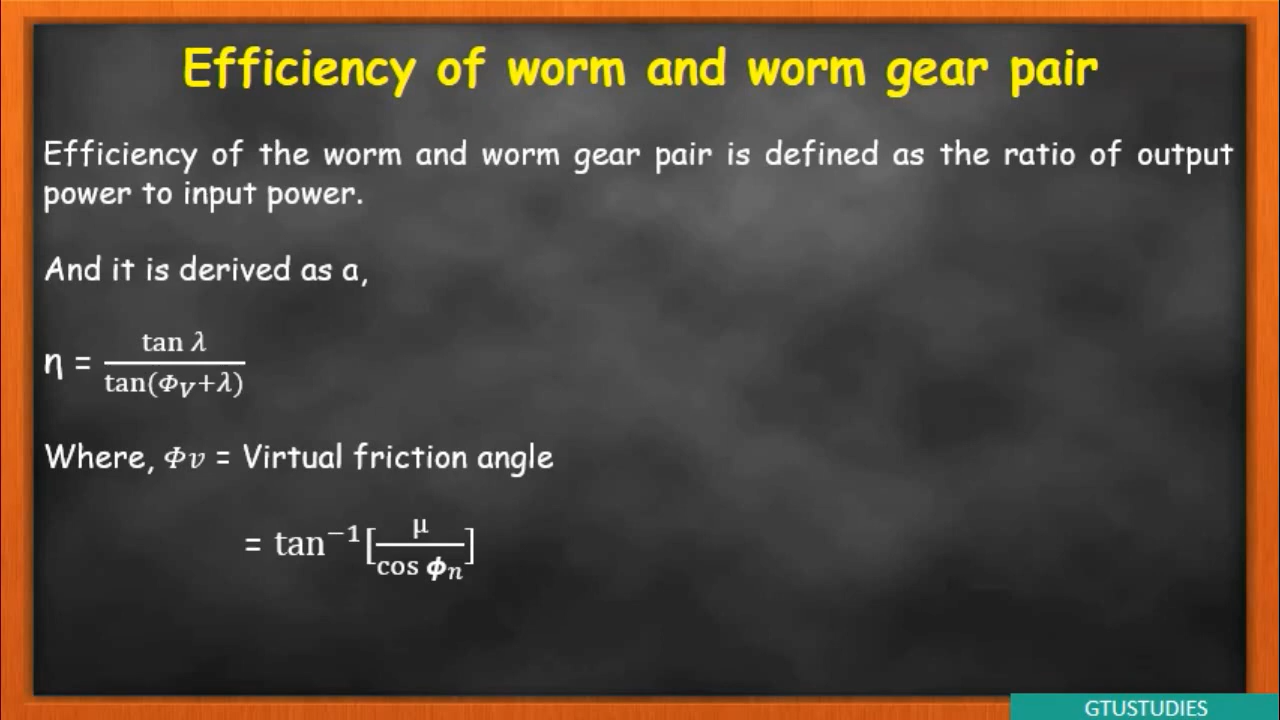 Efficiency of worm and worm gear pair
Efficiency of the worm and worm gear pair is defined as the ratio of output
power to input power.
And it is derived as a,
η = tan λ / tan(Φ_V+λ)
Where, Φv = Virtual friction angle
= tan⁻¹[μ / cos ϕ_n]
GTUSTUDIES